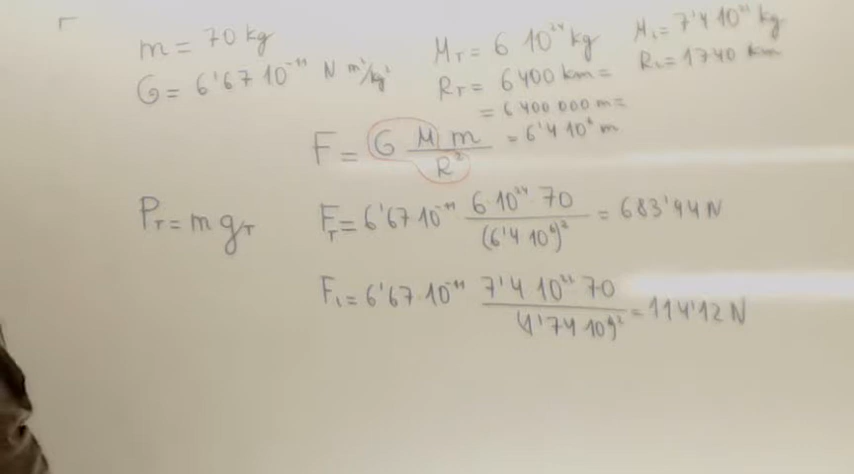 m = 70 kg
G = 6'67 10⁻¹¹ N m²/kg²
M_T = 6 10²⁴ kg
R_T = 6 400 km =
= 6 400 000 m =
= 6'4 10⁶ m
M_L = 7'4 10²² kg
R_L = 1740 km
F = G M m / R²
P_T = m g_T
F_T = 6'67 10⁻¹¹ 6·10²⁴ 70 / (6'4 10⁶)² = 683'94 N
F_L = 6'67·10⁻¹¹ 7'4 10²² 70 / (1'74 10⁶)² = 114'12 N